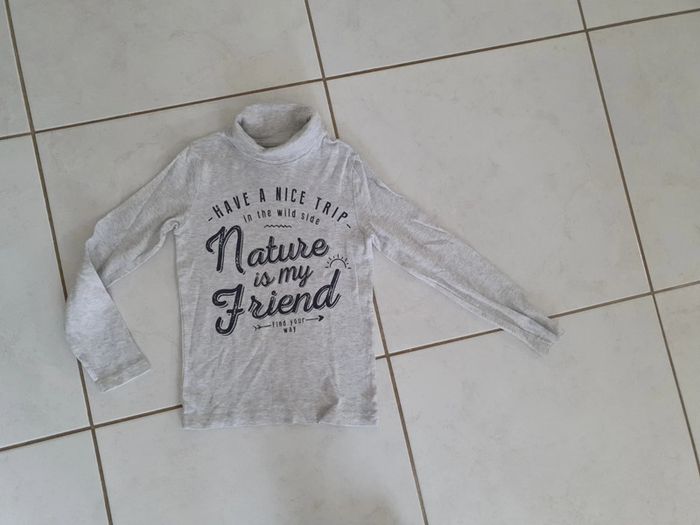 -HAVE A NICE TRIP-
in the wild side
Nature
is my
Friend
Find your
way